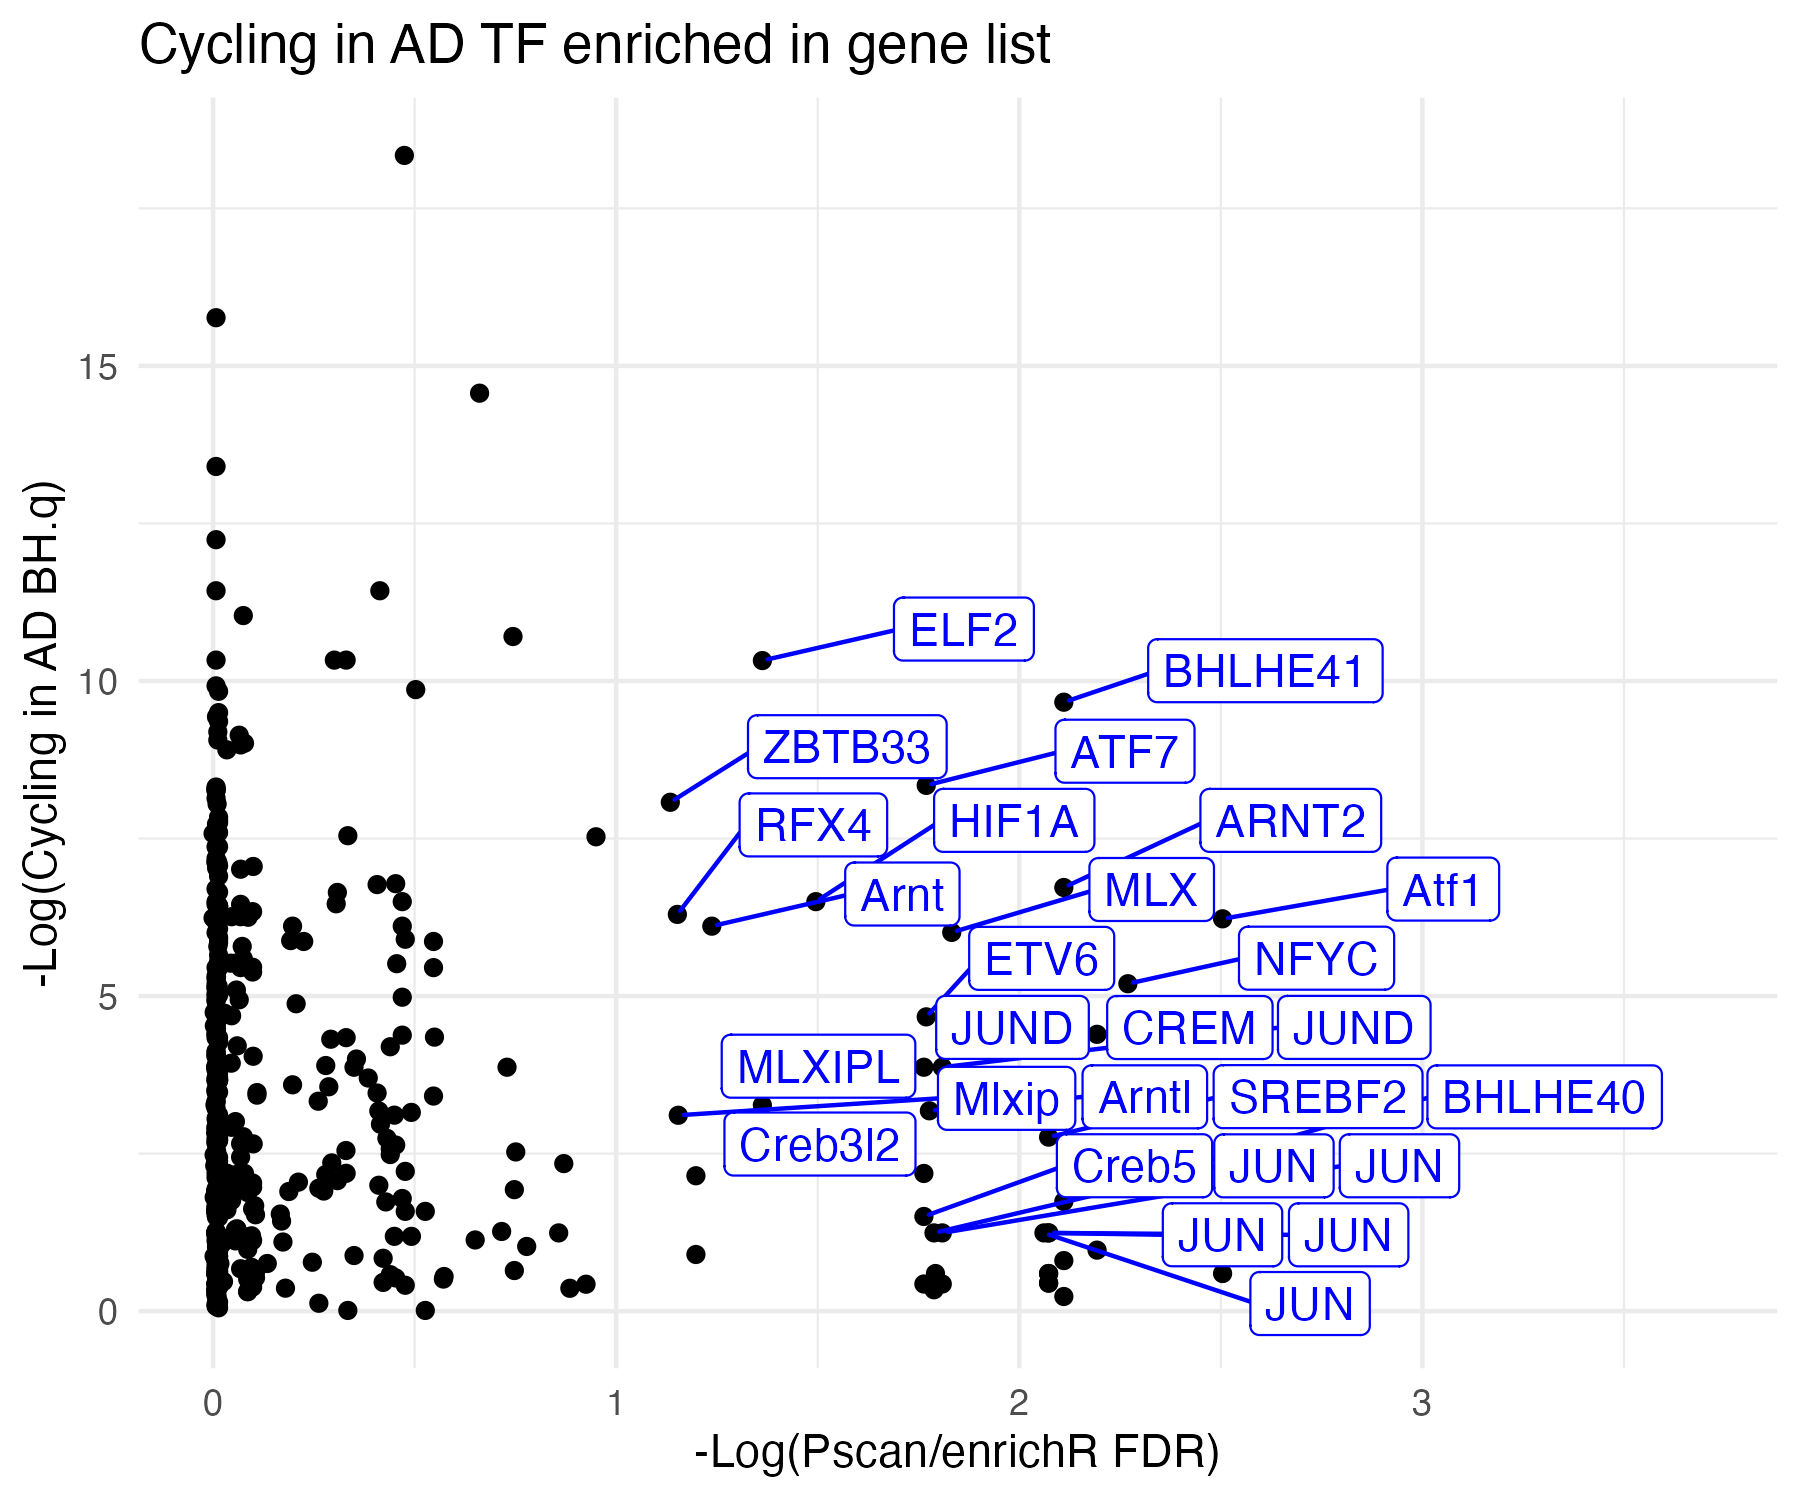 Cycling in AD TF enriched in gene list
-Log(Cycling in AD BH.q)
15
10
5
0
ELF2
BHLHE41
ZBTB33
ATF7
RFX4
HIF1A
ARNT2
Arnt
MLX
Atf1
ETV6
NFYC
JUND
CREM
JUND
MLXIPL
Mlxip
Arntl
SREBF2
BHLHE40
Creb3l2
Creb5
JUN
JUN
JUN
JUN
JUN
0
1
2
3
-Log(Pscan/enrichR FDR)